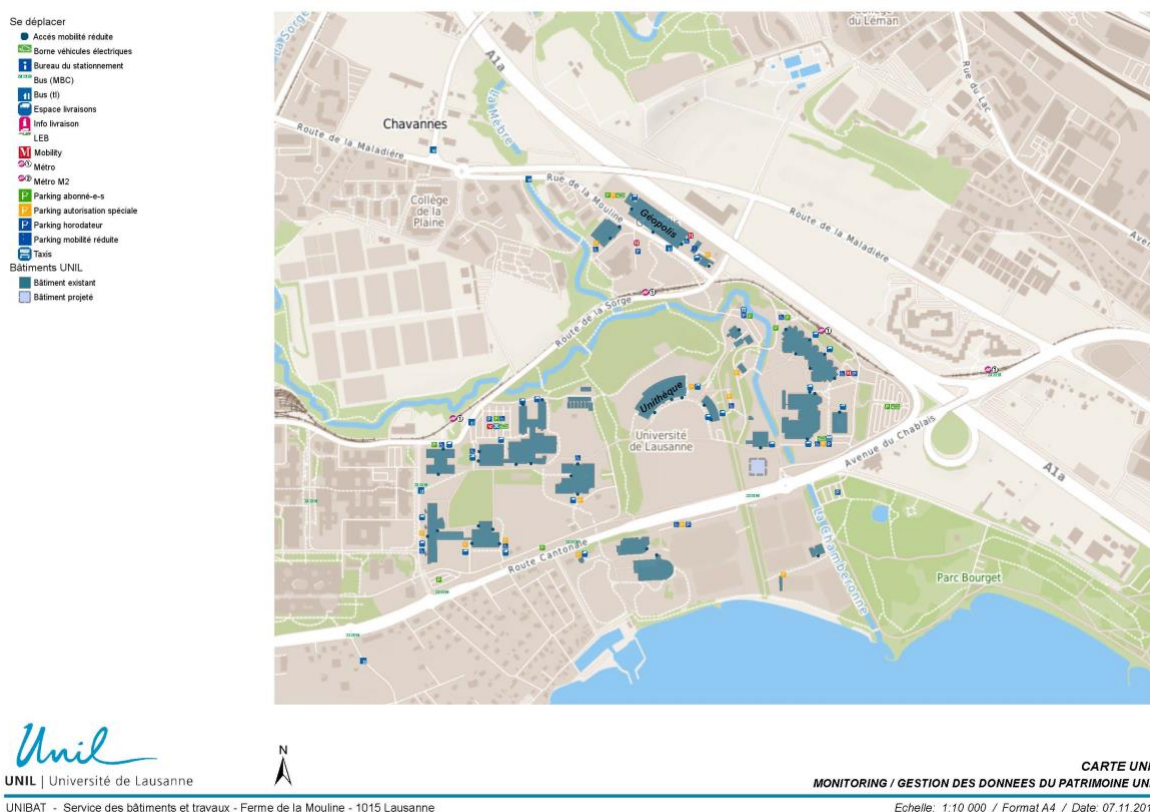 Se déplacer
Accès mobilité réduite
Borne véhicules électriques
Bureau du stationnement
Bus (MBC)
Bus (tl)
Espace livraisons
Info livraison
LEB
Mobility
Métro
Métro M2
Parking abonné-e-s
Parking autorisation spéciale
Parking horodateur
Parking mobilité réduite
Taxis
Bâtiments UNIL
Bâtiment existant
Bâtiment projeté
du Léman
A1a
Rue du Lac
La Mèbre
Chavannes
Route de la Maladière
Rue de la Mouline
Collège
de la
Plaine
Géopolis
Route de la Maladière
Route de la Sorge
Unithèque
Université
de Lausanne
Avenue du Chablais
A1a
Route Cantonale
La Chamberonne
Parc Bourget
Unil
UNIL | Université de Lausanne
N
CARTE UNI
MONITORING / GESTION DES DONNEES DU PATRIMOINE UN
UNIBAT - Service des bâtiments et travaux - Ferme de la Mouline - 1015 Lausanne
Echelle: 1:10 000 / Format A4 / Date: 07.11.201